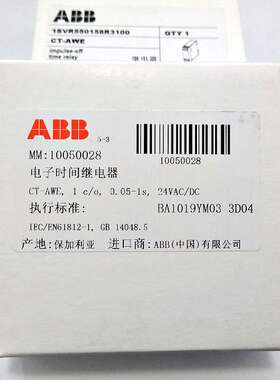 ABB
1SVR550158R3100
QTY 1
CT-AWE
impulse-off
time relay
ABB
5-3
MM:10050028
10050028
电子时间继电器
CT-AWE, 1 c/o, 0.05-1s, 24VAC/DC
执行标准:
BA1019YM03 3D04
IEC/EN61812-1, GB 14048.5
产地:保加利亚 进口商:ABB(中国)有限公司